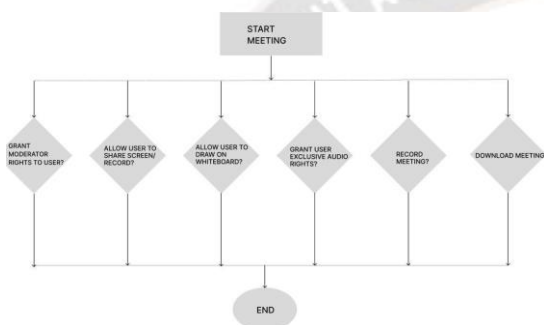 START
MEETING
GRANT
MODERATOR
RIGHTS TO USER?
ALLOW USER TO
SHARE SCREEN/
RECORD?
ALLOW USER TO
DRAW ON
WHITEBOARD?
GRANT USER
EXCLUSIVE AUDIO
RIGHTS?
RECORD
MEETING?
DOWNLOAD MEETING
END